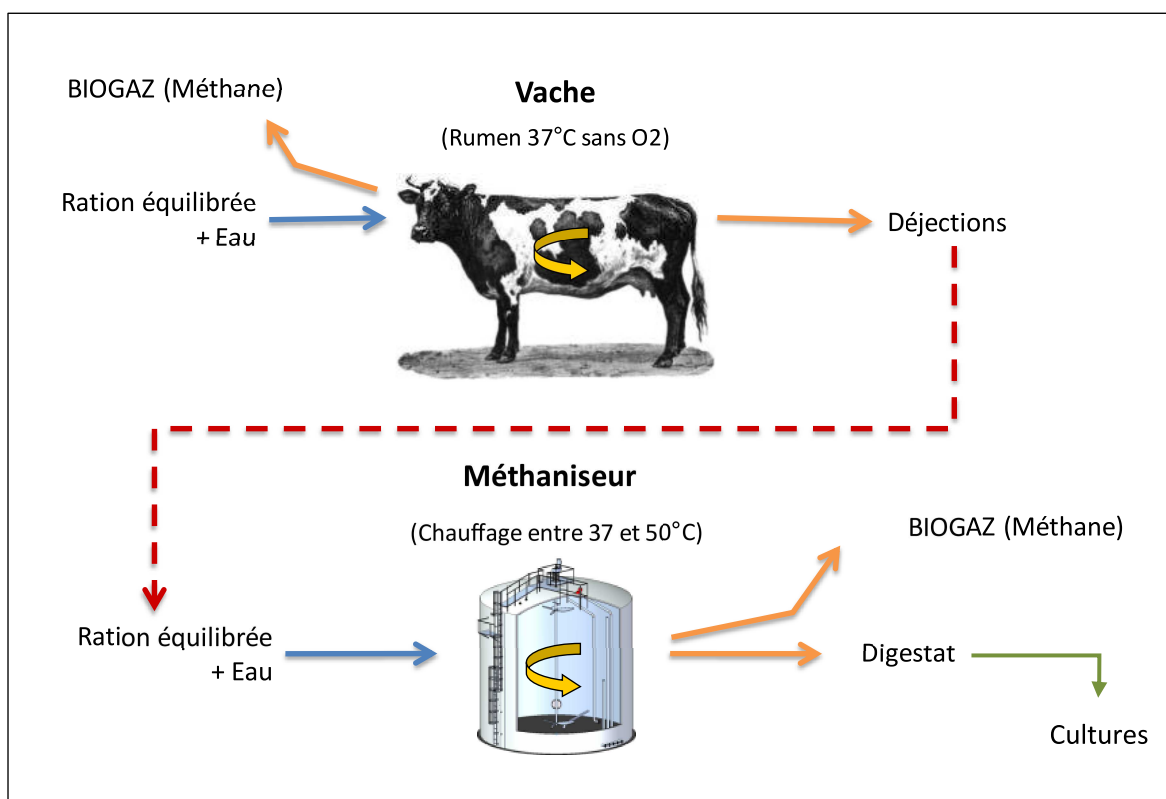 BIOGAZ (Méthane)
Vache
(Rumen 37°C sans O2)
Ration équilibrée
+ Eau
Déjections
Méthaniseur
(Chauffage entre 37 et 50°C)
BIOGAZ (Méthane)
Ration équilibrée
+ Eau
Digestat
Cultures